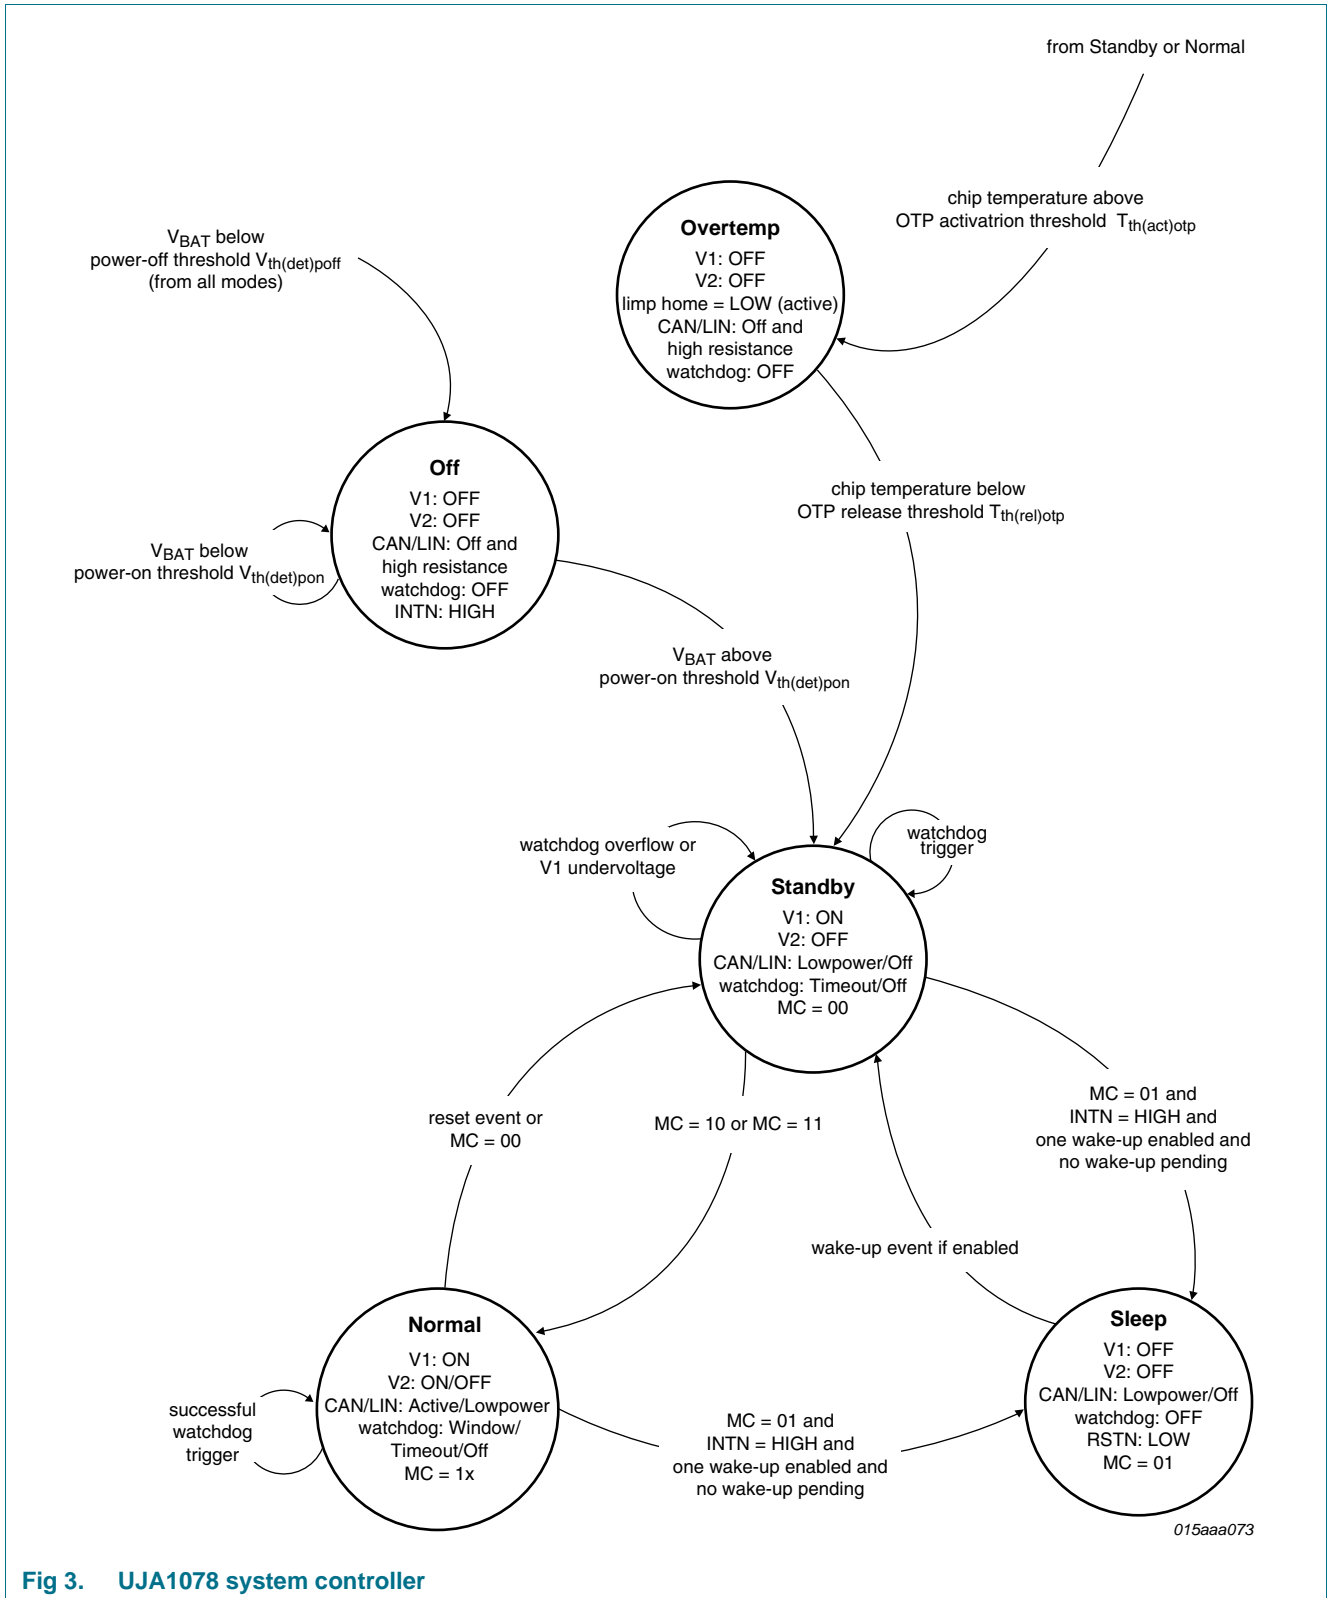 from Standby or Normal
chip temperature above
OTP activatrion threshold Tth(act)otp
Overtemp
V1: OFF
V2: OFF
limp home = LOW (active)
CAN/LIN: Off and
high resistance
watchdog: OFF
VBAT below
power-off threshold Vth(det)poff
(from all modes)
Off
V1: OFF
V2: OFF
CAN/LIN: Off and
high resistance
watchdog: OFF
INTN: HIGH
VBAT below
power-on threshold Vth(det)pon
chip temperature below
OTP release threshold Tth(rel)otp
VBAT above
power-on threshold Vth(det)pon
watchdog overflow or
V1 undervoltage
watchdog
trigger
Standby
V1: ON
V2: OFF
CAN/LIN: Lowpower/Off
watchdog: Timeout/Off
MC = 00
reset event or
MC = 00
MC = 10 or MC = 11
MC = 01 and
INTN = HIGH and
one wake-up enabled and
no wake-up pending
wake-up event if enabled
Normal
V1: ON
V2: ON/OFF
CAN/LIN: Active/Lowpower
watchdog: Window/
Timeout/Off
MC = 1x
successful
watchdog
trigger
MC = 01 and
INTN = HIGH and
one wake-up enabled and
no wake-up pending
Sleep
V1: OFF
V2: OFF
CAN/LIN: Lowpower/Off
watchdog: OFF
RSTN: LOW
MC = 01
015aaa073
Fig 3. UJA1078 system controller